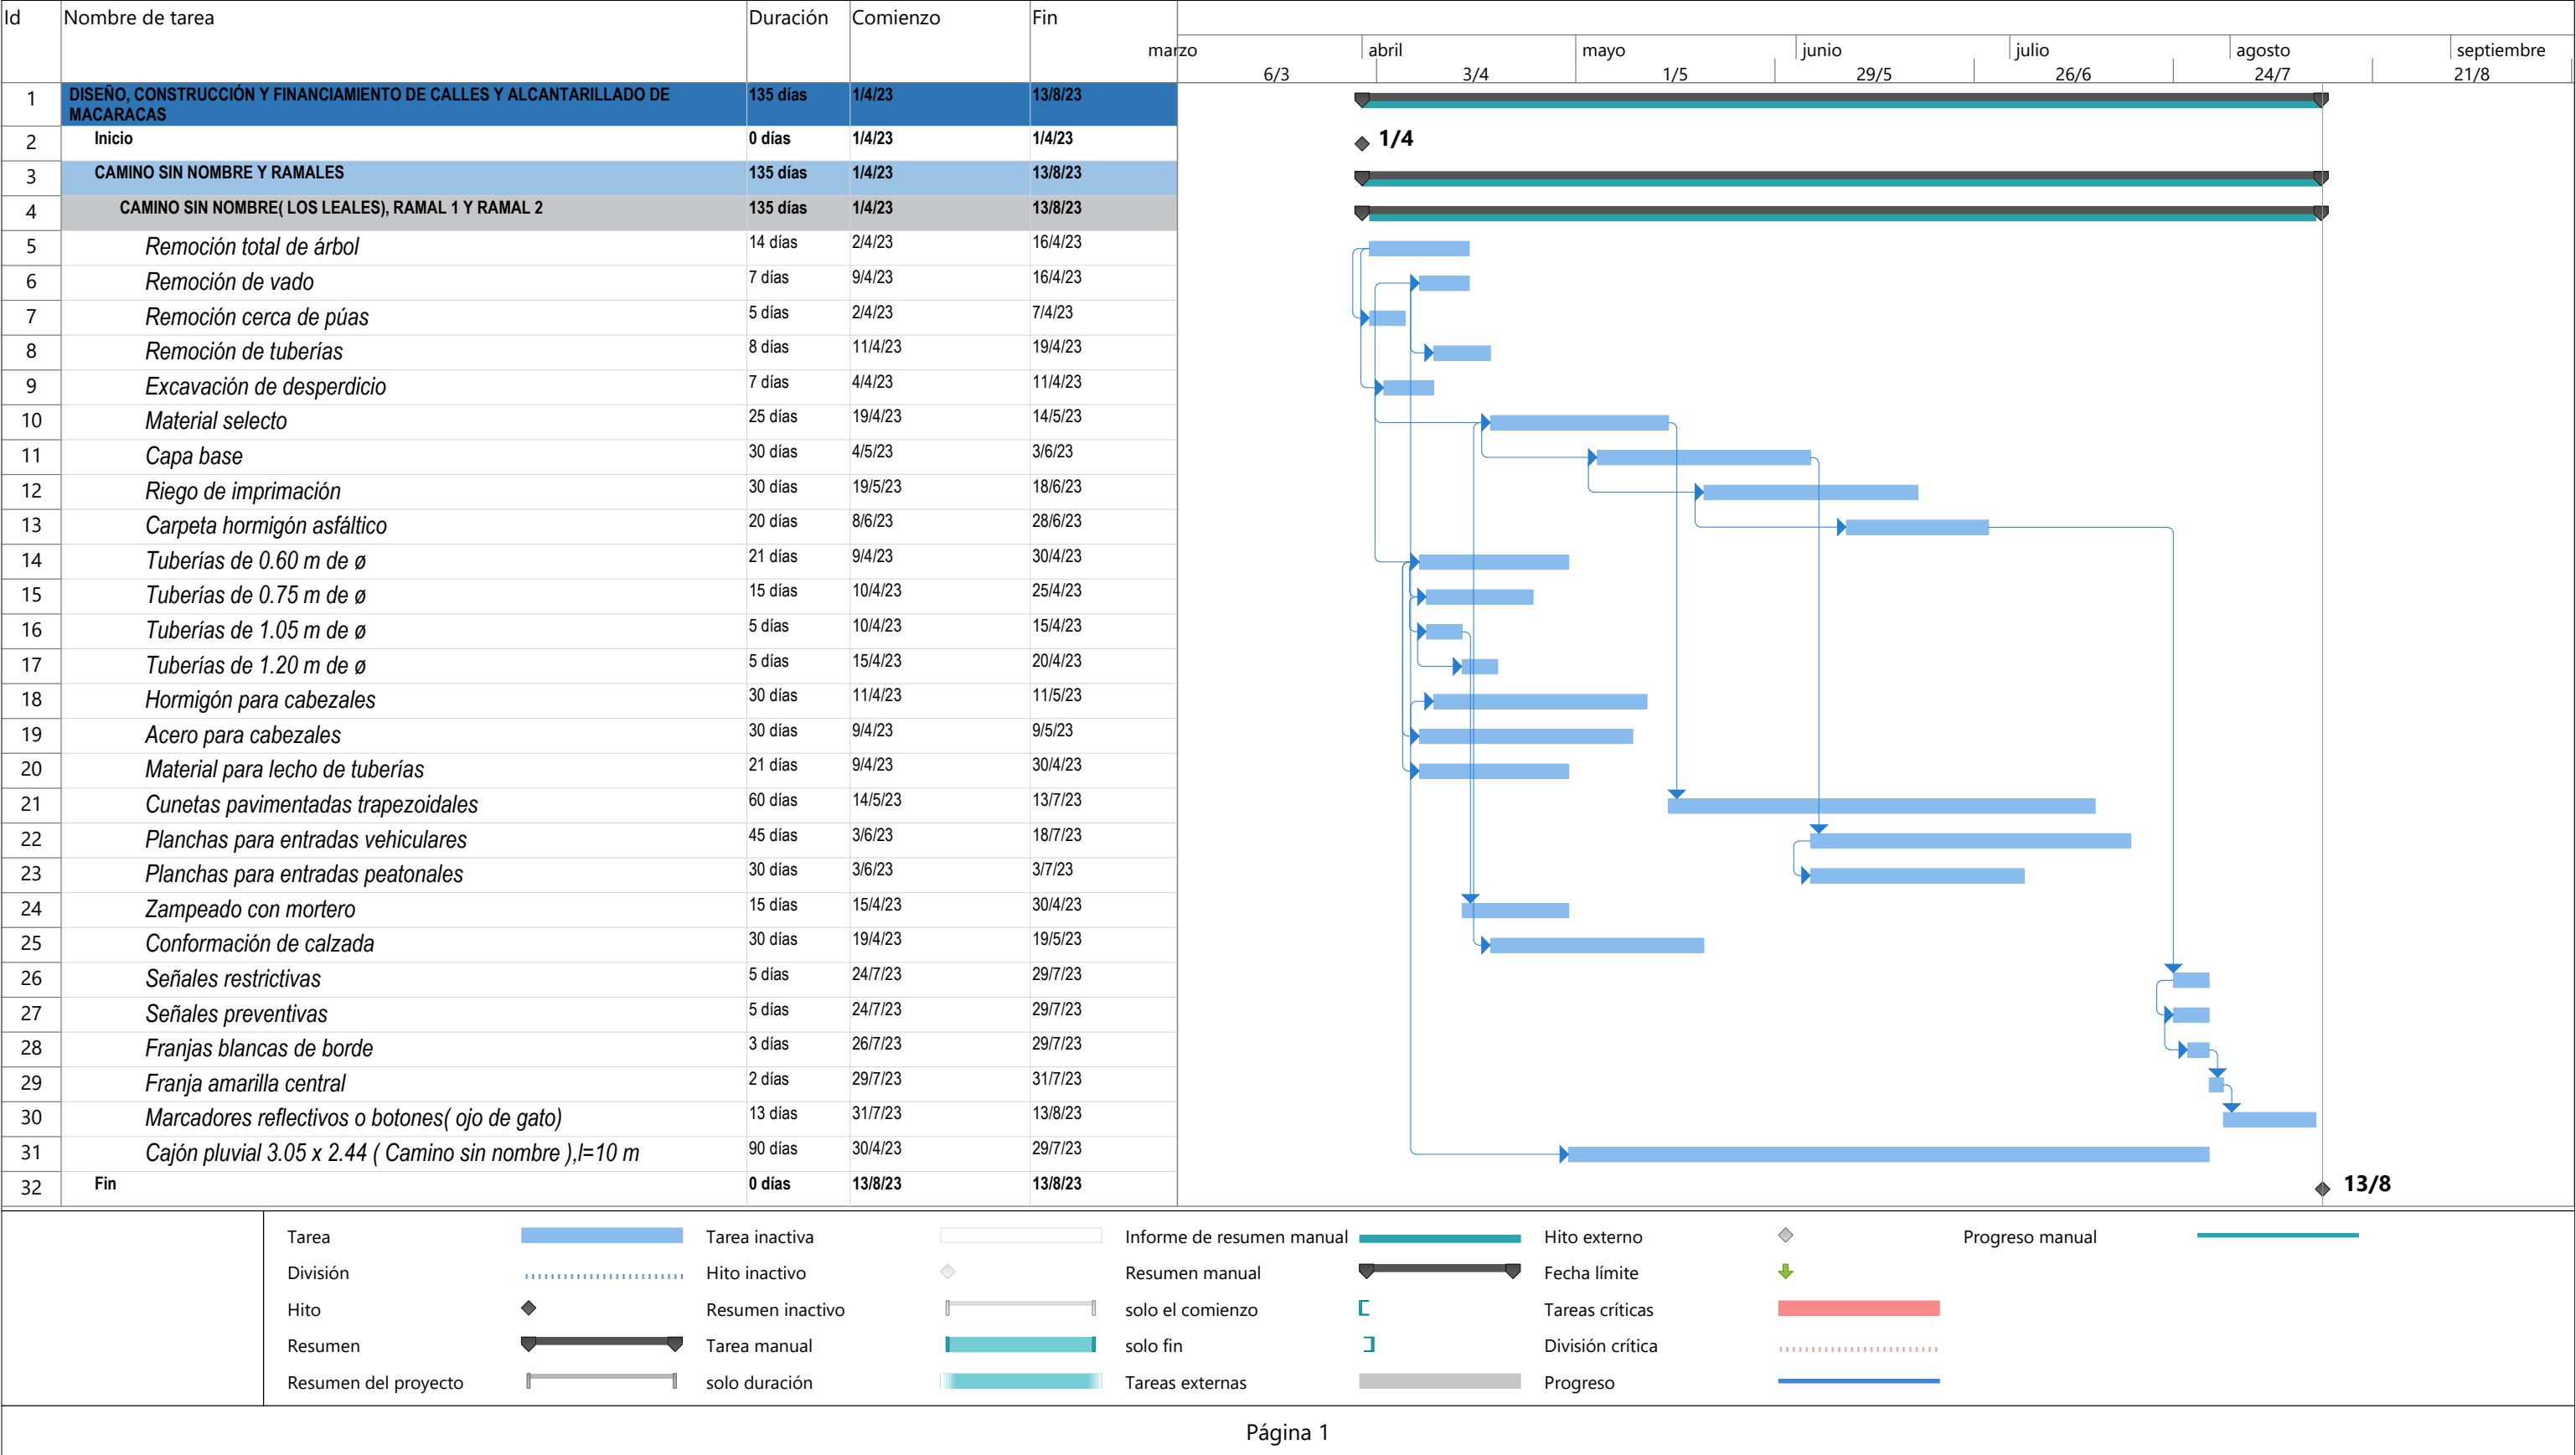 Id Nombre de tarea Duración Comienzo Fin
marzo abril mayo junio julio agosto septiembre
6/3 3/4 1/5 29/5 26/6 24/7 21/8
1 DISEÑO, CONSTRUCCIÓN Y FINANCIAMIENTO DE CALLES Y ALCANTARILLADO DE 135 días 1/4/23 13/8/23
MACARACAS
2 Inicio 0 días 1/4/23 1/4/23 1/4
3 CAMINO SIN NOMBRE Y RAMALES 135 días 1/4/23 13/8/23
4 CAMINO SIN NOMBRE( LOS LEALES), RAMAL 1 Y RAMAL 2 135 días 1/4/23 13/8/23
5 Remoción total de árbol 14 días 2/4/23 16/4/23
6 Remoción de vado 7 días 9/4/23 16/4/23
7 Remoción cerca de púas 5 días 2/4/23 7/4/23
8 Remoción de tuberías 8 días 11/4/23 19/4/23
9 Excavación de desperdicio 7 días 4/4/23 11/4/23
10 Material selecto 25 días 19/4/23 14/5/23
11 Capa base 30 días 4/5/23 3/6/23
12 Riego de imprimación 30 días 19/5/23 18/6/23
13 Carpeta hormigón asfáltico 20 días 8/6/23 28/6/23
14 Tuberías de 0.60 m de ø 21 días 9/4/23 30/4/23
15 Tuberías de 0.75 m de ø 15 días 10/4/23 25/4/23
16 Tuberías de 1.05 m de ø 5 días 10/4/23 15/4/23
17 Tuberías de 1.20 m de ø 5 días 15/4/23 20/4/23
18 Hormigón para cabezales 30 días 11/4/23 11/5/23
19 Acero para cabezales 30 días 9/4/23 9/5/23
20 Material para lecho de tuberías 21 días 9/4/23 30/4/23
21 Cunetas pavimentadas trapezoidales 60 días 14/5/23 13/7/23
22 Planchas para entradas vehiculares 45 días 3/6/23 18/7/23
23 Planchas para entradas peatonales 30 días 3/6/23 3/7/23
24 Zampeado con mortero 15 días 15/4/23 30/4/23
25 Conformación de calzada 30 días 19/4/23 19/5/23
26 Señales restrictivas 5 días 24/7/23 29/7/23
27 Señales preventivas 5 días 24/7/23 29/7/23
28 Franjas blancas de borde 3 días 26/7/23 29/7/23
29 Franja amarilla central 2 días 29/7/23 31/7/23
30 Marcadores reflectivos o botones( ojo de gato) 13 días 31/7/23 13/8/23
31 Cajón pluvial 3.05 x 2.44 ( Camino sin nombre ),l=10 m 90 días 30/4/23 29/7/23
32 Fin 0 días 13/8/23 13/8/23 13/8
Tarea Tarea inactiva Informe de resumen manual Hito externo Progreso manual
División Hito inactivo Resumen manual Fecha límite
Hito Resumen inactivo solo el comienzo Tareas críticas
Resumen Tarea manual solo fin División crítica
Resumen del proyecto solo duración Tareas externas Progreso
Página 1